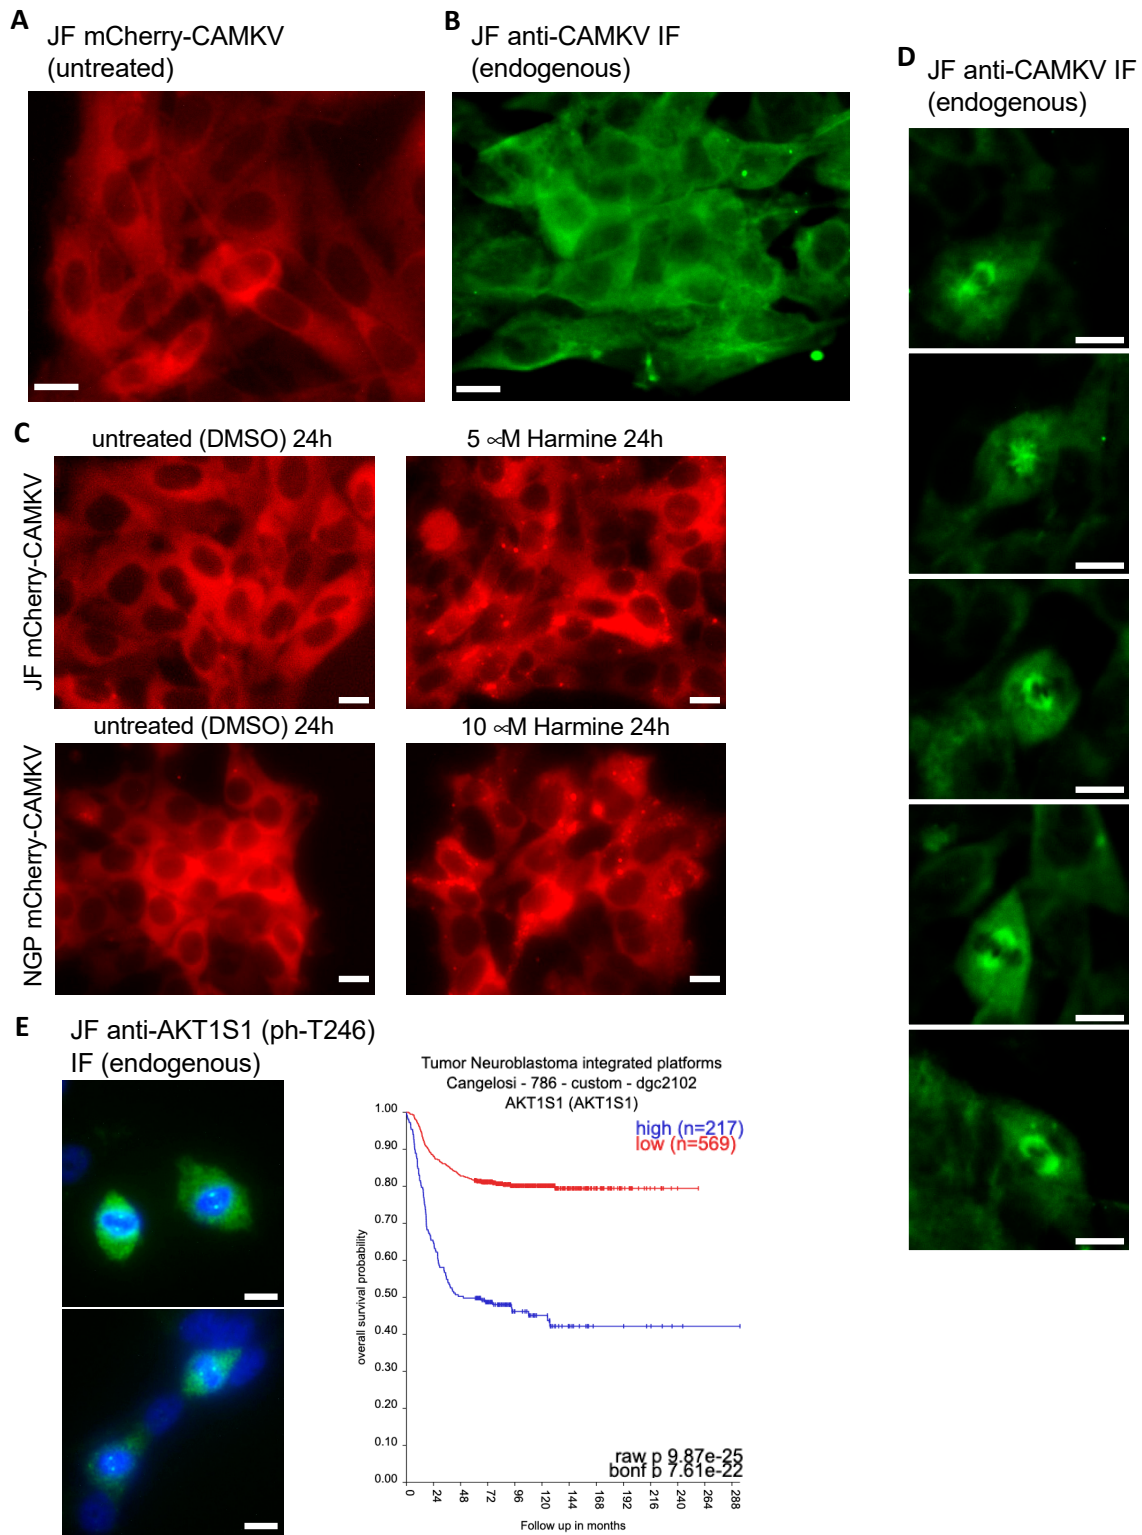 A
JF mCherry-CAMKV
(untreated)
B
JF anti-CAMKV IF
(endogenous)
D
JF anti-CAMKV IF
(endogenous)
C
untreated (DMSO) 24h
5 ∝M Harmine 24h
JF mCherry-CAMKV
untreated (DMSO) 24h
10 ∝M Harmine 24h
NGP mCherry-CAMKV
E
JF anti-AKT1S1 (ph-T246)
IF (endogenous)
Tumor Neuroblastoma integrated platforms
Cangelosi - 786 - custom - dgc2102
AKT1S1 (AKT1S1)
high (n=217)
low (n=569)
overall survival probability
1.00
0.90
0.80
0.70
0.60
0.50
0.40
0.30
0.20
0.10
0.00
raw p 9.87e-25
bonf p 7.61e-22
0 24 48 72 96 120 144 168 192 216 240 264 288
Follow up in months